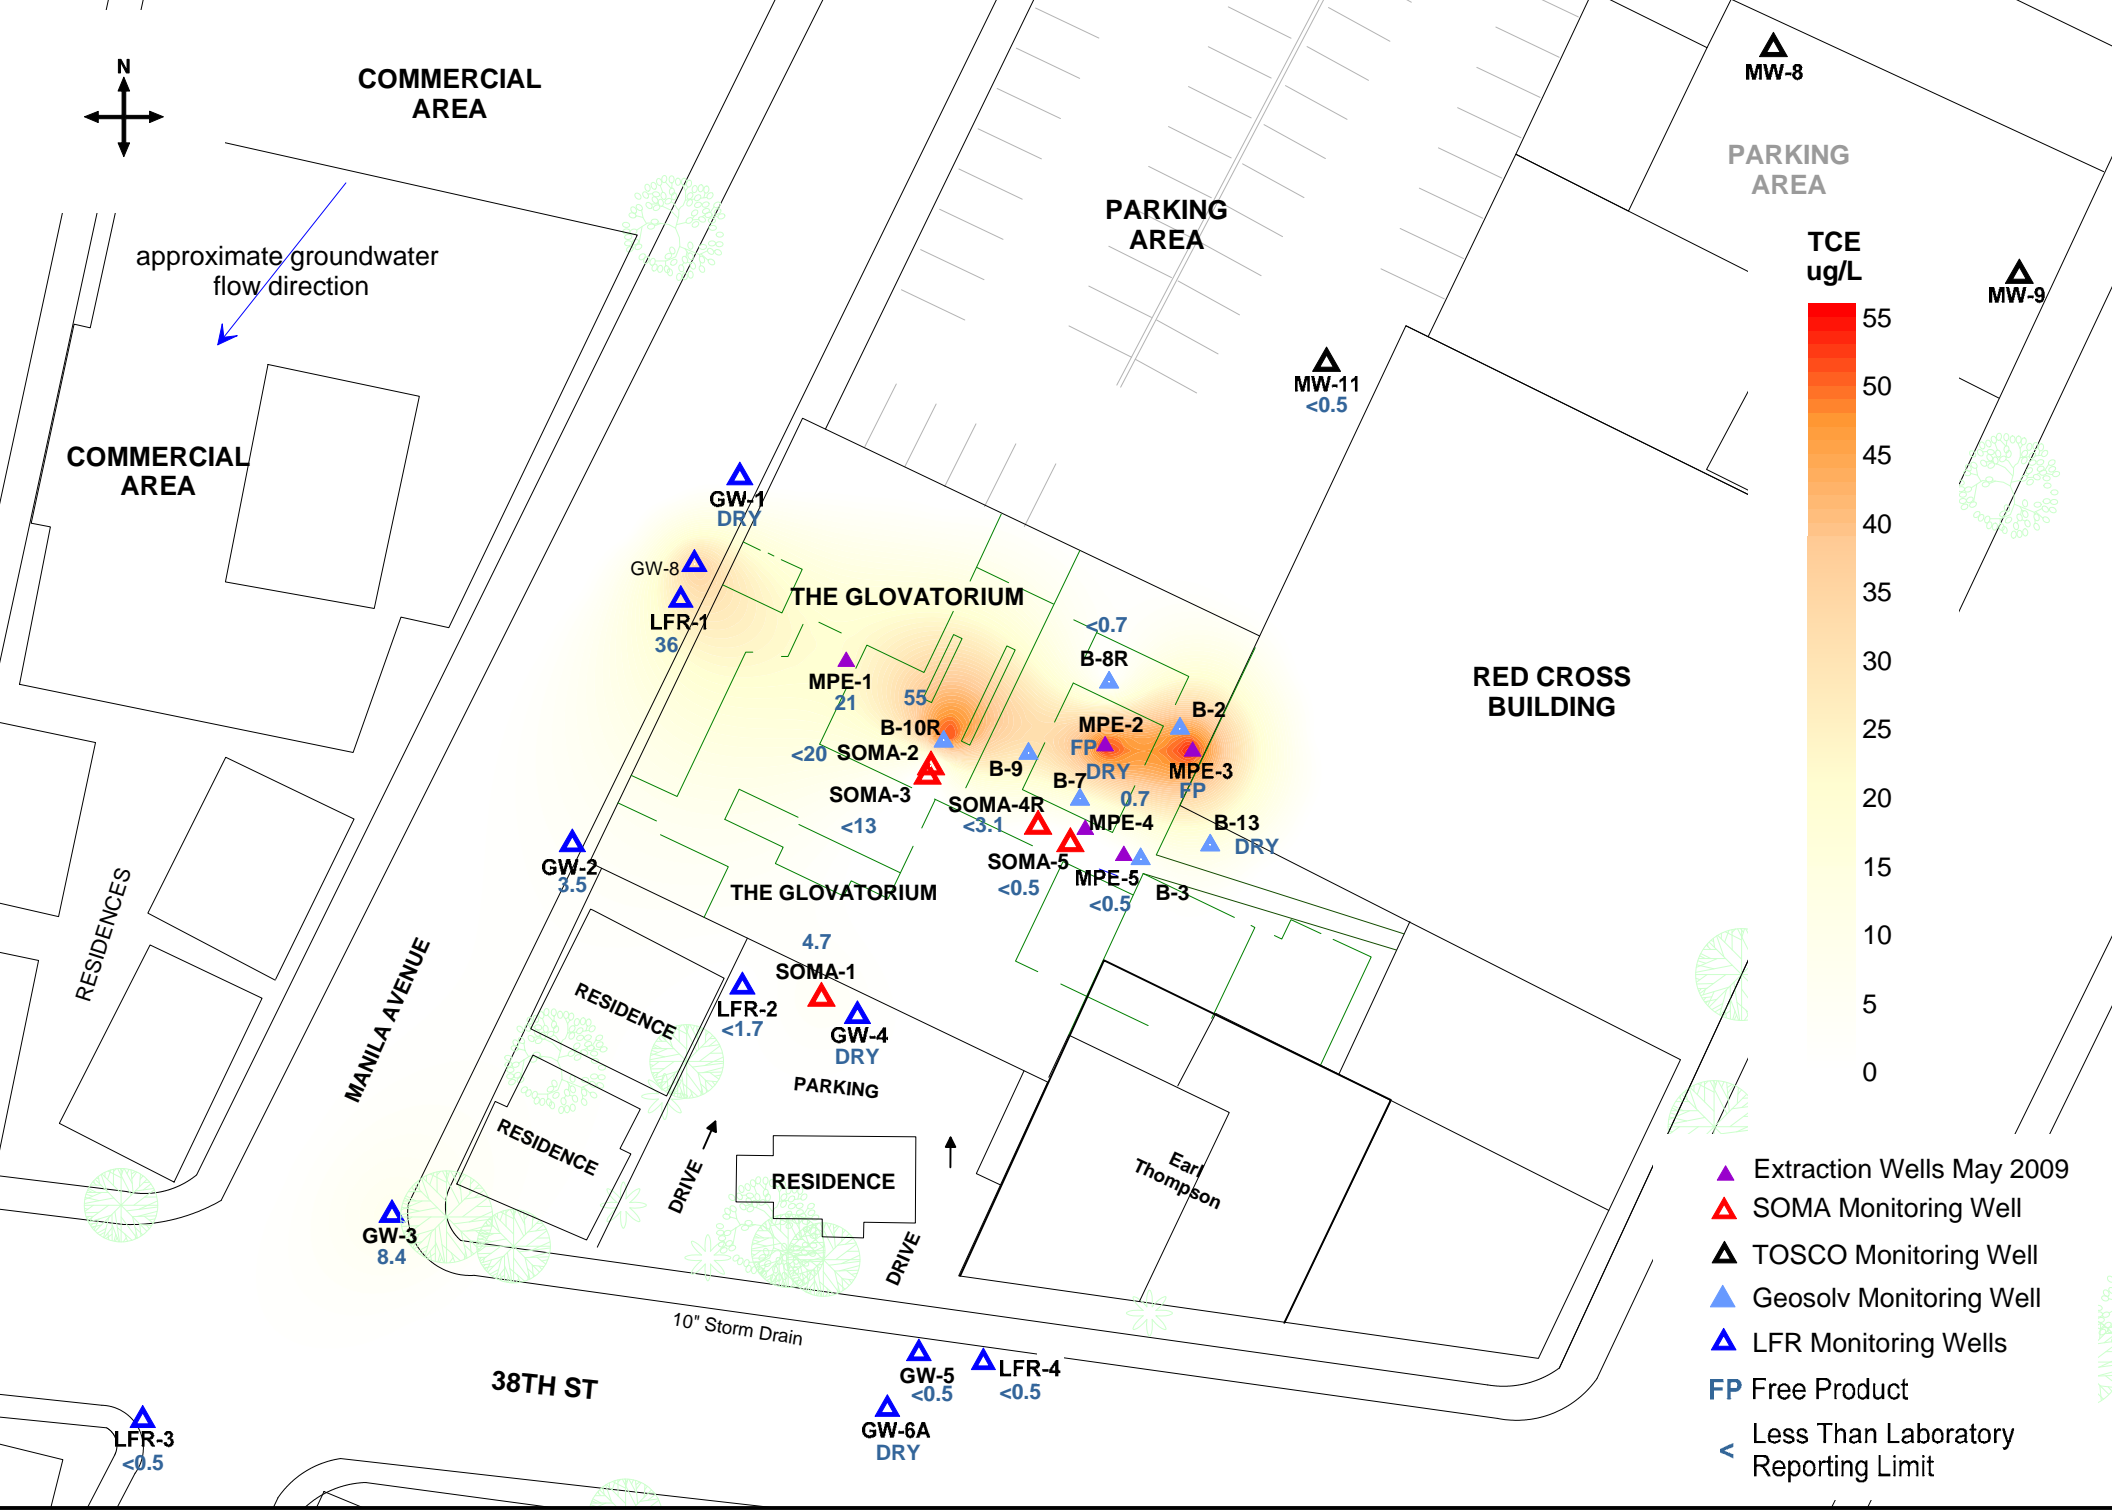 N
COMMERCIAL
AREA
MW-8
PARKING
AREA
PARKING
AREA
TCE
ug/L
approximate groundwater
flow direction
MW-9
55
50
45
40
35
30
25
20
15
10
5
0
MW-11
<0.5
COMMERCIAL
AREA
GW-1
DRY
GW-8
LFR-1
36
THE GLOVATORIUM
<0.7
B-8R
MPE-1
21
55
B-10R
<20
SOMA-2
SOMA-3
<13
B-9
MPE-2
FP
DRY
B-2
MPE-3
FP
B-7
0.7
SOMA-4R
<3.1
MPE-4
B-13
DRY
SOMA-5
<0.5
MPE-5
<0.5
B-3
RED CROSS
BUILDING
GW-2
3.5
THE GLOVATORIUM
4.7
SOMA-1
LFR-2
<1.7
GW-4
DRY
RESIDENCES
MANILA AVENUE
RESIDENCE
RESIDENCE
PARKING
DRIVE
RESIDENCE
DRIVE
Earl
Thompson
GW-3
8.4
10" Storm Drain
38TH ST
GW-5
<0.5
LFR-4
<0.5
GW-6A
DRY
LFR-3
<0.5
Extraction Wells May 2009
SOMA Monitoring Well
TOSCO Monitoring Well
Geosolv Monitoring Well
LFR Monitoring Wells
FP Free Product
< Less Than Laboratory
Reporting Limit